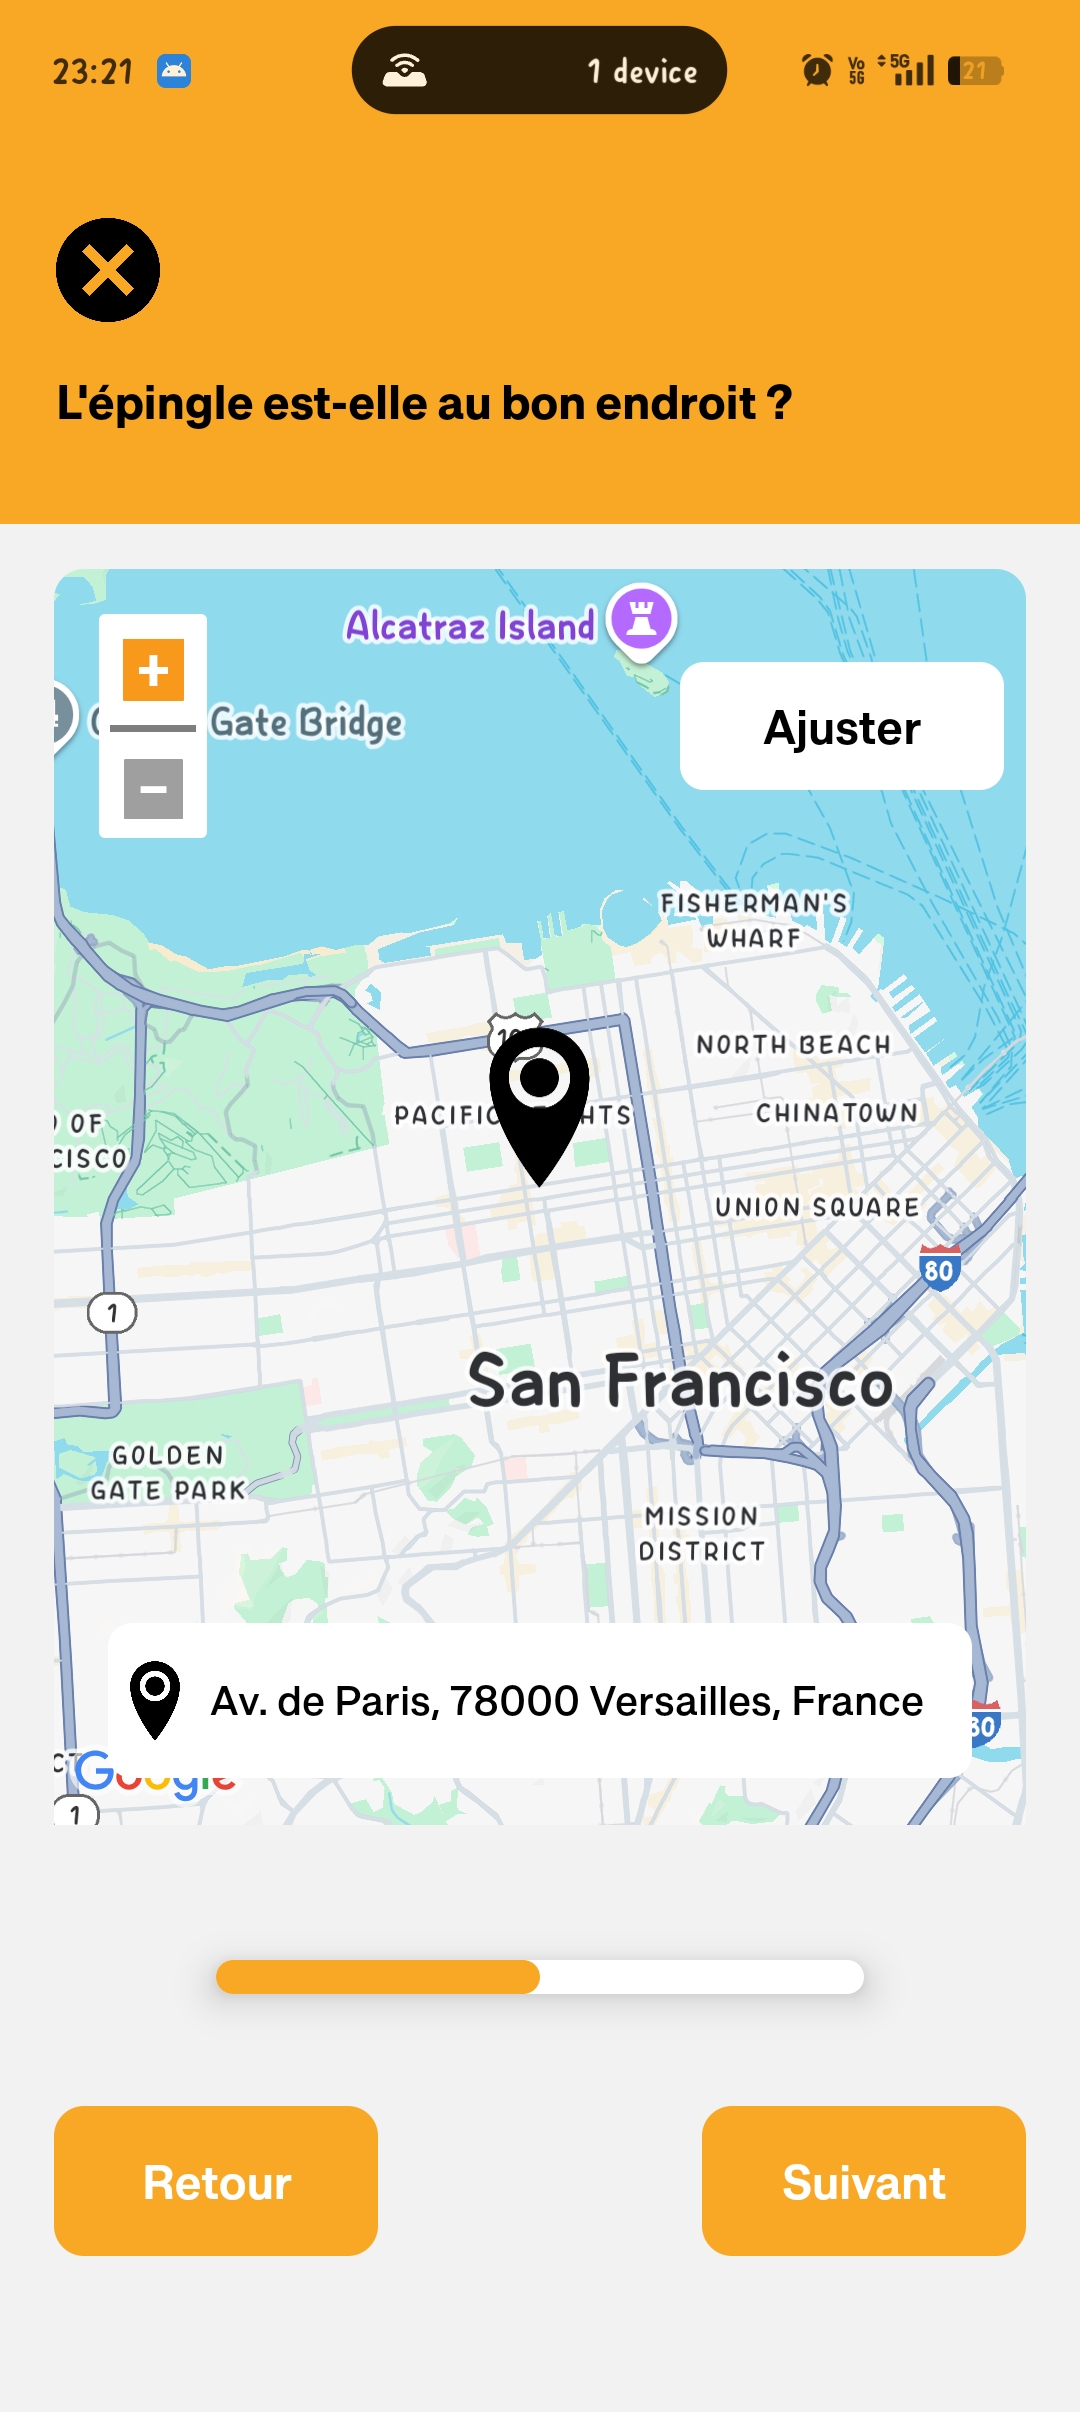 23:21
1 device
Vo 5G
5G
21
L'épingle est-elle au bon endroit ?
Alcatraz Island
Gate Bridge
Ajuster
FISHERMAN'S
WHARF
NORTH BEACH
PACIFIC
HTS
CHINATOWN
OF
CISCO
UNION SQUARE
80
1
San Francisco
GOLDEN
GATE PARK
MISSION
DISTRICT
Av. de Paris, 78000 Versailles, France
80
Google
1
Retour
Suivant